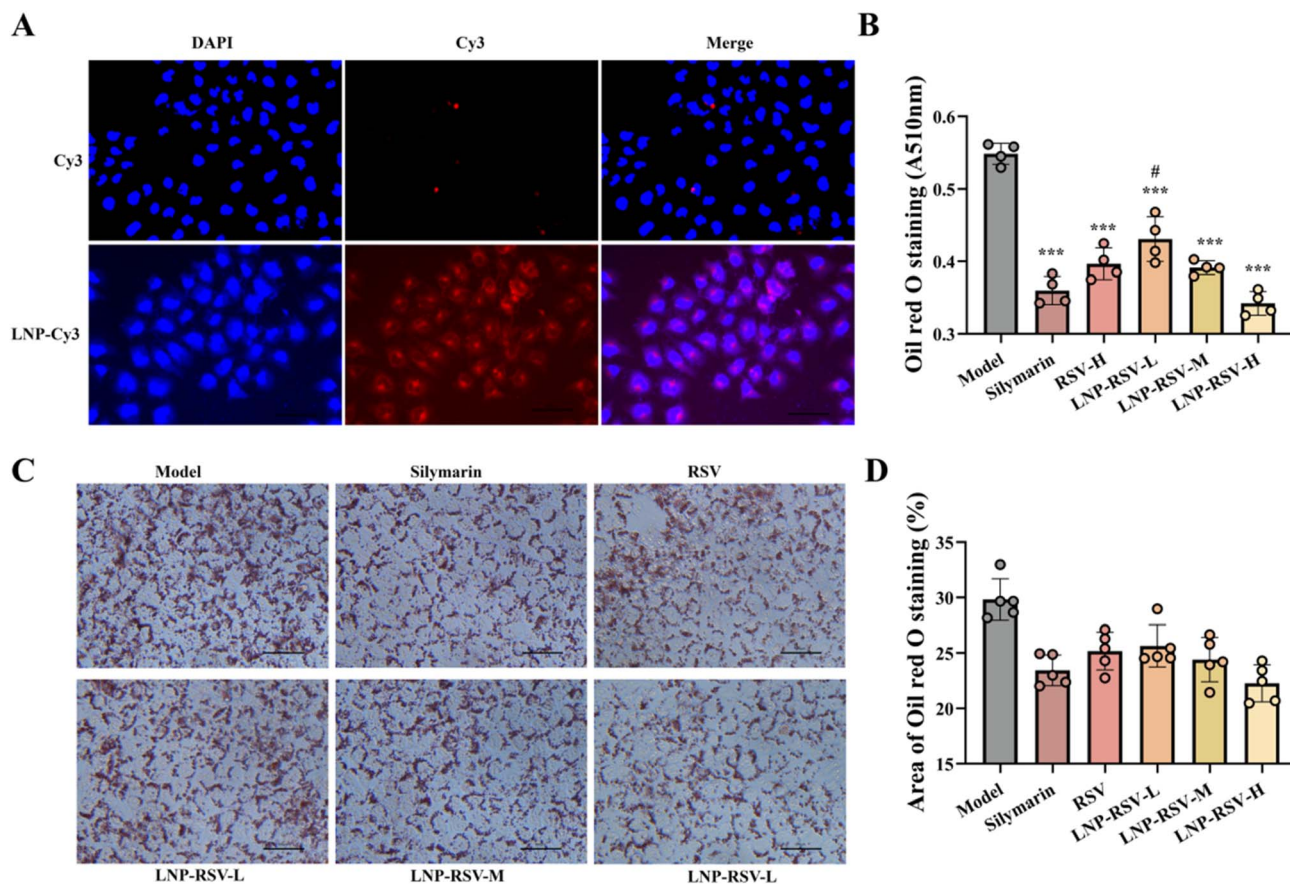 A
DAPI
Cy3
Merge
Cy3
LNP-Cy3
B
Oil red O staining (A510nm)
0.6
0.5
0.4
0.3
***
***
#
***
***
***
Model
Silymarin
RSV-H
LNP-RSV-L
LNP-RSV-M
LNP-RSV-H
C
Model
Silymarin
RSV
LNP-RSV-L
LNP-RSV-M
LNP-RSV-L
D
Area of Oil red O staining (%)
35
30
25
20
15
Model
Silymarin
RSV
LNP-RSV-L
LNP-RSV-M
LNP-RSV-H